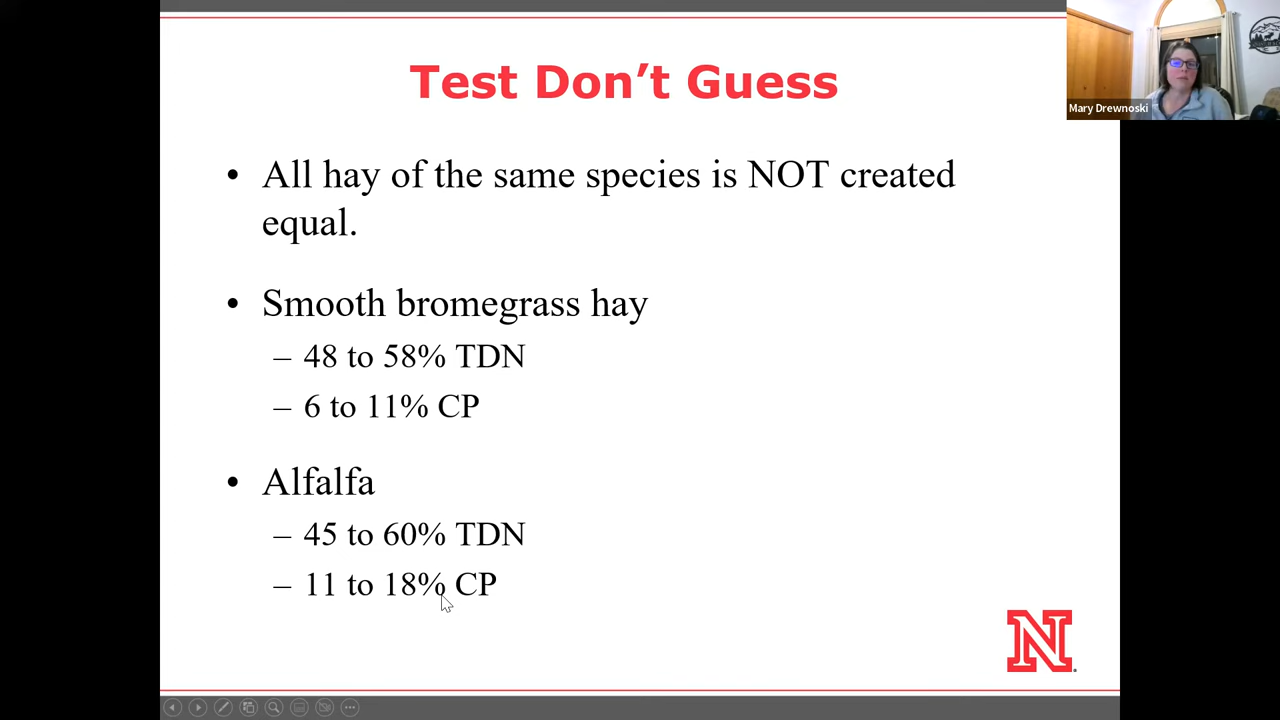 Test Don’t Guess
Mary Drewnoski
• All hay of the same species is NOT created
equal.
• Smooth bromegrass hay
– 48 to 58% TDN
– 6 to 11% CP
• Alfalfa
– 45 to 60% TDN
– 11 to 18% CP
N